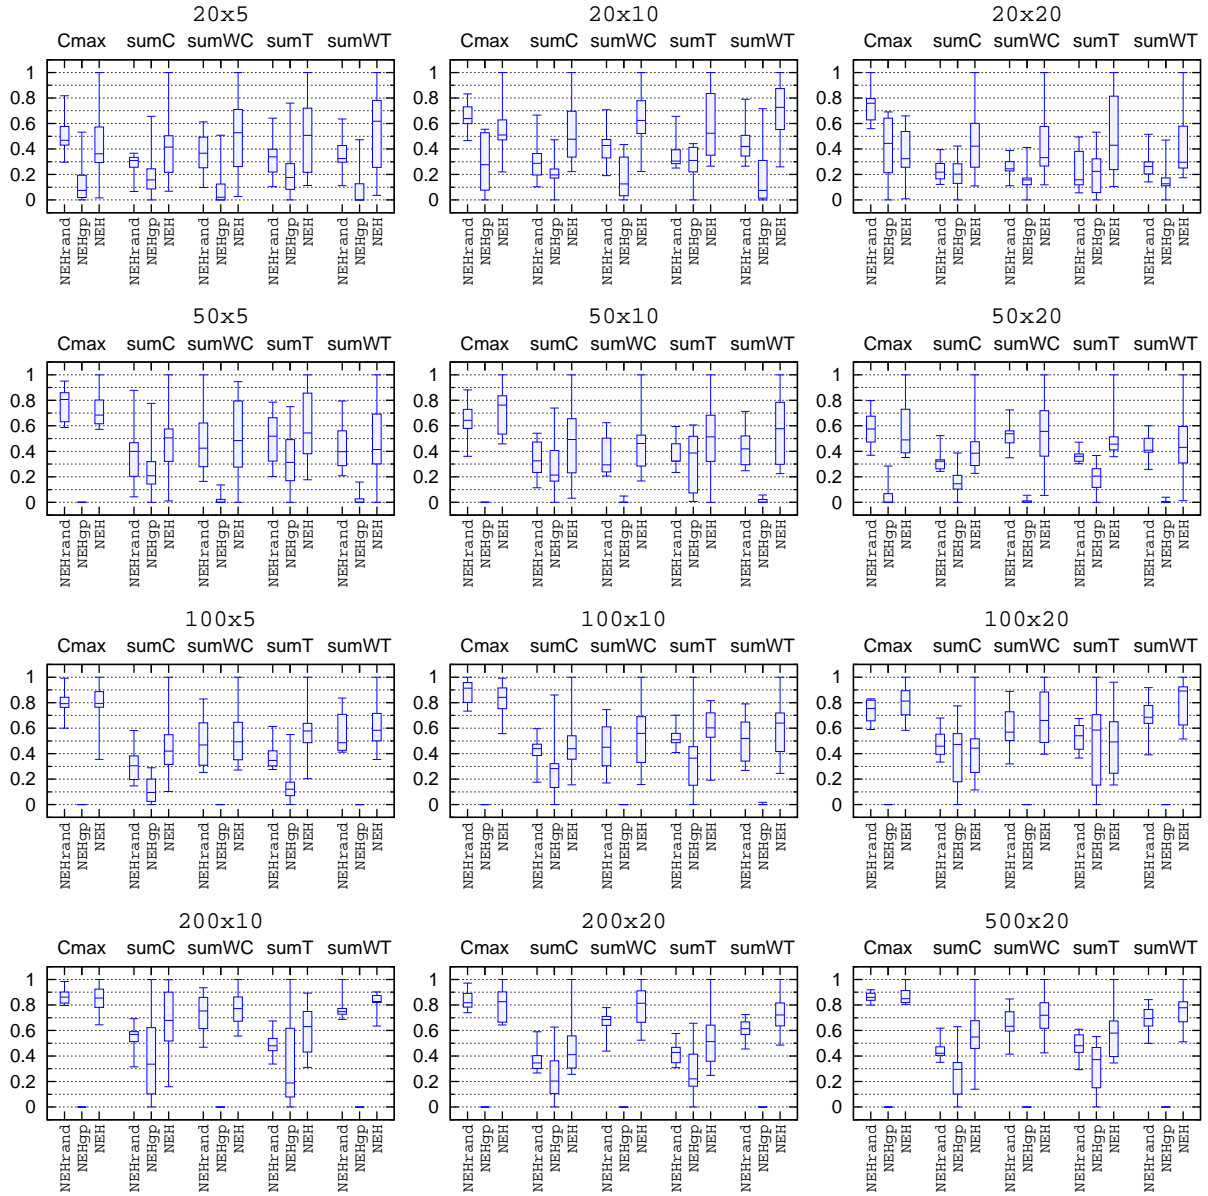 20x5 20x10 20x20
Cmax sumC sumWC sumT sumWT Cmax sumC sumWC sumT sumWT Cmax sumC sumWC sumT sumWT
1 1 1
0.8 0.8 0.8
0.6 0.6 0.6
0.4 0.4 0.4
0.2 0.2 0.2
0 0 0
NEHrand NEHgp NEH NEHrand NEHgp NEH NEHrand NEHgp NEH NEHrand NEHgp NEH NEHrand NEHgp NEH NEHrand NEHgp NEH NEHrand NEHgp NEH NEHrand NEHgp NEH NEHrand NEHgp NEH NEHrand NEHgp NEH NEHrand NEHgp NEH NEHrand NEHgp NEH NEHrand NEHgp NEH NEHrand NEHgp NEH NEHrand NEHgp NEH
50x5 50x10 50x20
Cmax sumC sumWC sumT sumWT Cmax sumC sumWC sumT sumWT Cmax sumC sumWC sumT sumWT
1 1 1
0.8 0.8 0.8
0.6 0.6 0.6
0.4 0.4 0.4
0.2 0.2 0.2
0 0 0
NEHrand NEHgp NEH NEHrand NEHgp NEH NEHrand NEHgp NEH NEHrand NEHgp NEH NEHrand NEHgp NEH NEHrand NEHgp NEH NEHrand NEHgp NEH NEHrand NEHgp NEH NEHrand NEHgp NEH NEHrand NEHgp NEH NEHrand NEHgp NEH NEHrand NEHgp NEH NEHrand NEHgp NEH NEHrand NEHgp NEH NEHrand NEHgp NEH
100x5 100x10 100x20
Cmax sumC sumWC sumT sumWT Cmax sumC sumWC sumT sumWT Cmax sumC sumWC sumT sumWT
1 1 1
0.8 0.8 0.8
0.6 0.6 0.6
0.4 0.4 0.4
0.2 0.2 0.2
0 0 0
NEHrand NEHgp NEH NEHrand NEHgp NEH NEHrand NEHgp NEH NEHrand NEHgp NEH NEHrand NEHgp NEH NEHrand NEHgp NEH NEHrand NEHgp NEH NEHrand NEHgp NEH NEHrand NEHgp NEH NEHrand NEHgp NEH NEHrand NEHgp NEH NEHrand NEHgp NEH NEHrand NEHgp NEH NEHrand NEHgp NEH NEHrand NEHgp NEH
200x10 200x20 500x20
Cmax sumC sumWC sumT sumWT Cmax sumC sumWC sumT sumWT Cmax sumC sumWC sumT sumWT
1 1 1
0.8 0.8 0.8
0.6 0.6 0.6
0.4 0.4 0.4
0.2 0.2 0.2
0 0 0
NEHrand NEHgp NEH NEHrand NEHgp NEH NEHrand NEHgp NEH NEHrand NEHgp NEH NEHrand NEHgp NEH NEHrand NEHgp NEH NEHrand NEHgp NEH NEHrand NEHgp NEH NEHrand NEHgp NEH NEHrand NEHgp NEH NEHrand NEHgp NEH NEHrand NEHgp NEH NEHrand NEHgp NEH NEHrand NEHgp NEH NEHrand NEHgp NEH